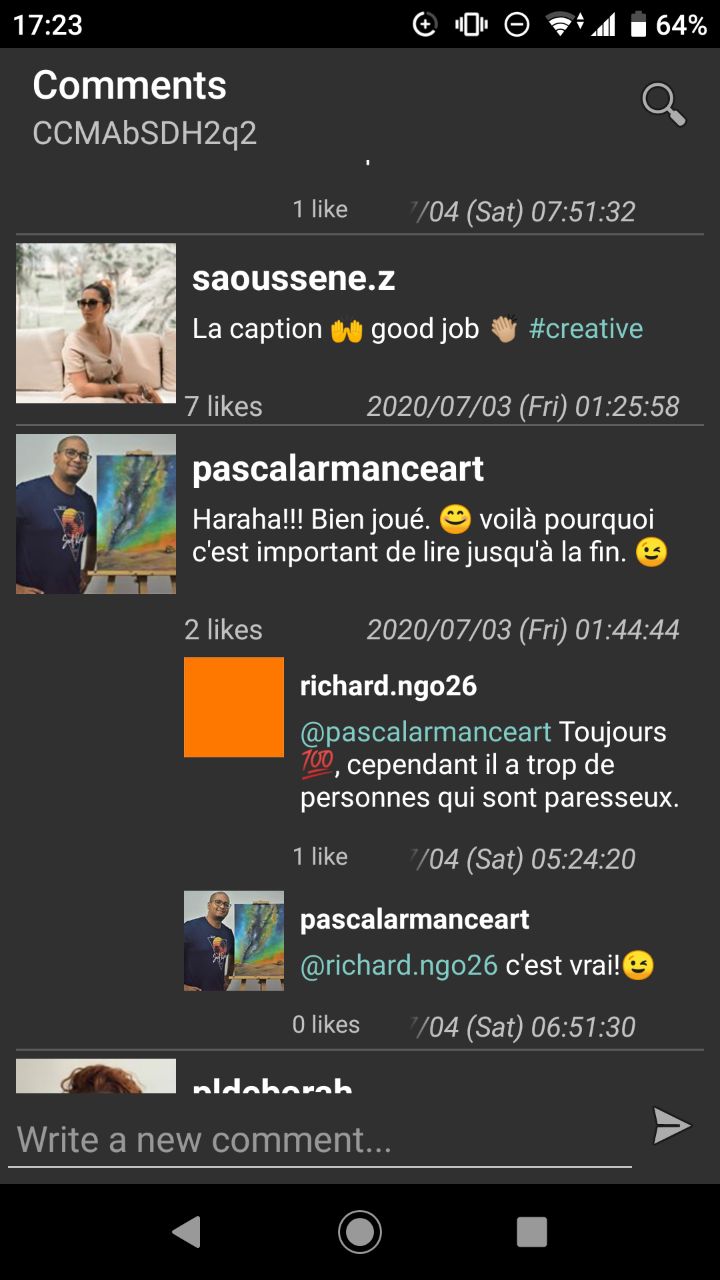 17:23
64%
Comments
CCMAbSDH2q2
1 like /04 (Sat) 07:51:32
saoussene.z
La caption 🙌 good job 👏🏼 #creative
7 likes 2020/07/03 (Fri) 01:25:58
pascalarmanceart
Haraha!!! Bien joué. 😊 voilà pourquoi
c'est important de lire jusqu'à la fin. 😉
2 likes 2020/07/03 (Fri) 01:44:44
richard.ngo26
@pascalarmanceart Toujours
💯, cependant il a trop de
personnes qui sont paresseux.
1 like /04 (Sat) 05:24:20
pascalarmanceart
@richard.ngo26 c'est vrai!😉
0 likes /04 (Sat) 06:51:30
pldeborah
Write a new comment...